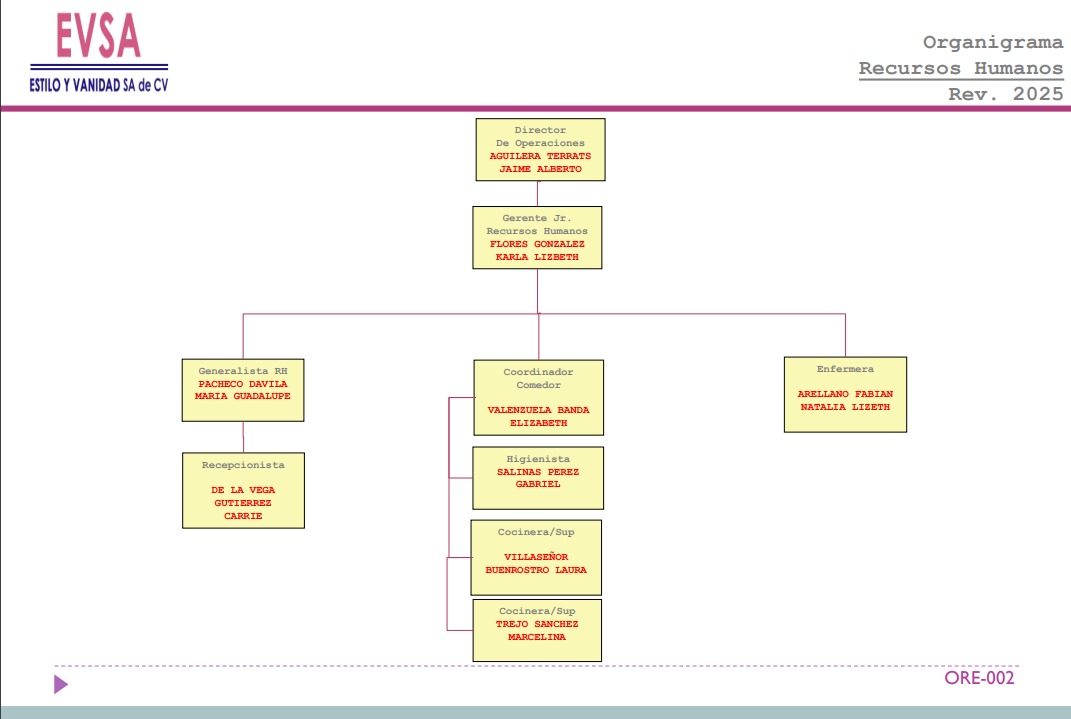 EVSA
ESTILO Y VANIDAD SA de CV
Organigrama
Recursos Humanos
Rev. 2025
Director
De Operaciones
AGUILERA TERRATS
JAIME ALBERTO
Gerente Jr.
Recursos Humanos
FLORES GONZALEZ
KARLA LIZBETH
Generalista RH
PACHECO DAVILA
MARIA GUADALUPE
Recepcionista
DE LA VEGA
GUTIERREZ
CARRIE
Coordinador
Comedor
VALENZUELA BANDA
ELIZABETH
Higienista
SALINAS PEREZ
GABRIEL
Cocinera/Sup
VILLASEÑOR
BUENROSTRO LAURA
Cocinera/Sup
TREJO SANCHEZ
MARCELINA
Enfermera
ARELLANO FABIAN
NATALIA LIZETH
ORE-002